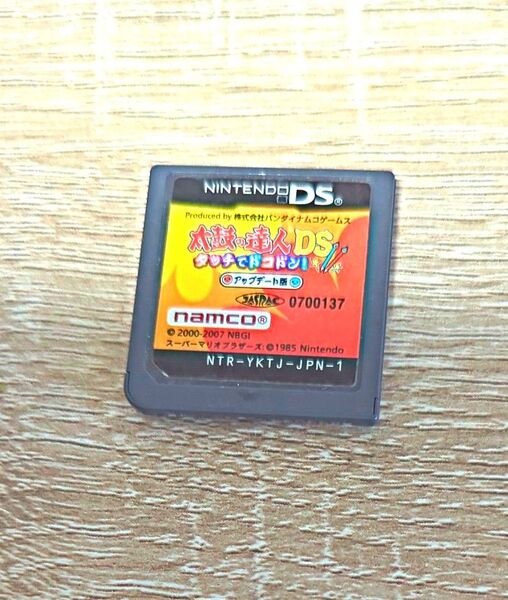 NINTENDO DS®
Produced by 株式会社バンダイナムコゲームス
太鼓の達人DS
タッチでドコドン!
アップデート版
JASRAC 0700137
namco®
© 2000-2007 NBGI
スーパーマリオブラザーズ:©1985 Nintendo
NTR-YKTJ-JPN-1